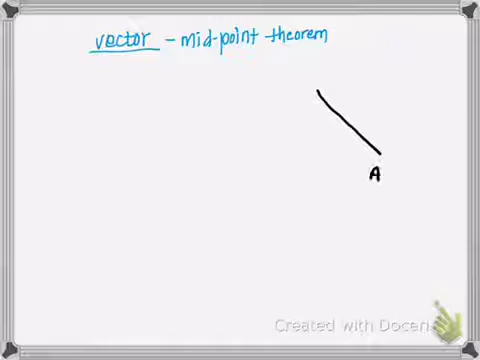 vector - mid-point theorem
A
Created with Doceri